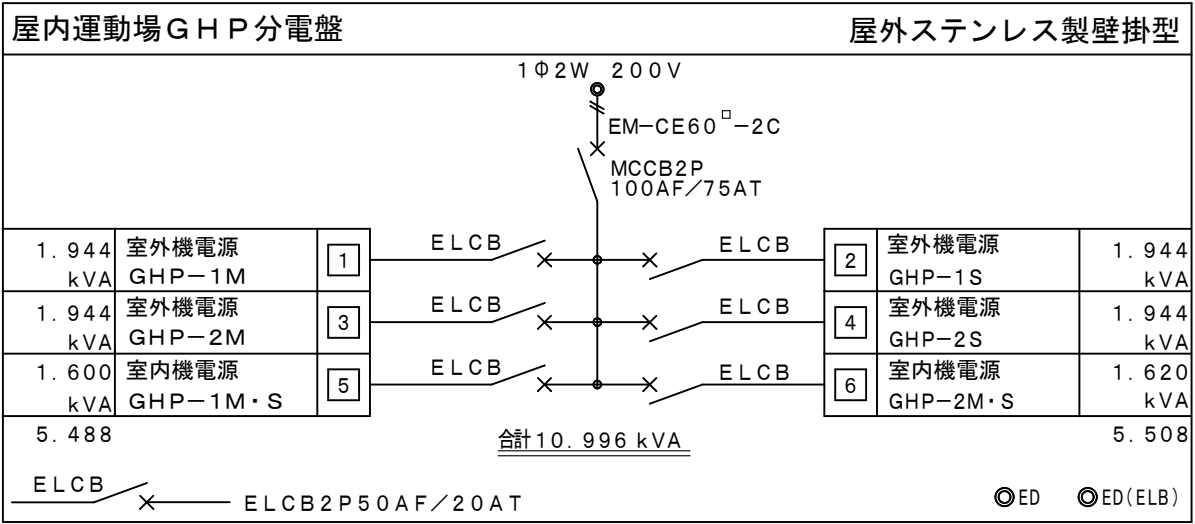 屋内運動場GHP分電盤
屋外ステンレス製壁掛型
1Φ2W 200V
EM-CE60□-2C
MCCB2P
100AF/75AT
1.944 kVA
室外機電源
GHP-1M
1
ELCB
ELCB
2
室外機電源
GHP-1S
1.944 kVA
1.944 kVA
室外機電源
GHP-2M
3
ELCB
ELCB
4
室外機電源
GHP-2S
1.944 kVA
1.600 kVA
室内機電源
GHP-1M・S
5
ELCB
ELCB
6
室内機電源
GHP-2M・S
1.620 kVA
5.488
合計10.996kVA
5.508
ELCB
ELCB2P50AF/20AT
◎ED ◎ED(ELB)